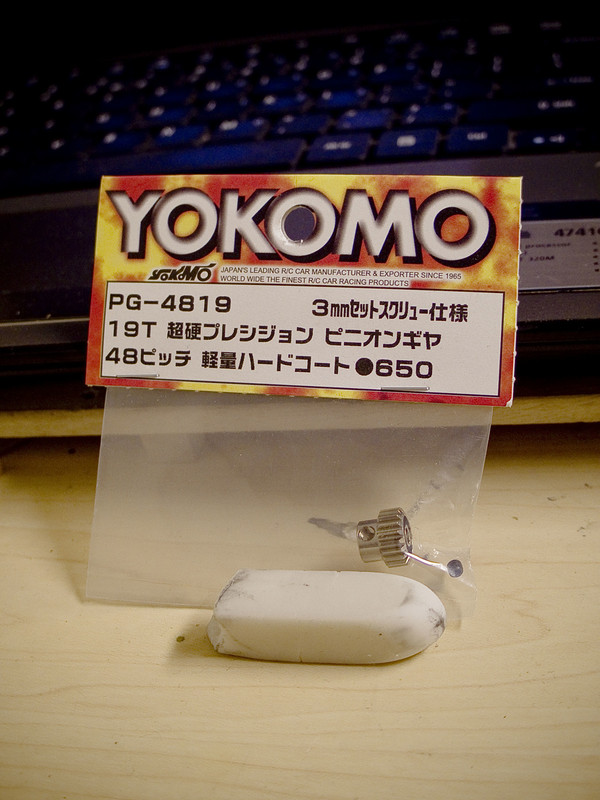 YOKOMO
YOKOMO JAPAN'S LEADING R/C CAR MANUFACTURER & EXPORTER SINCE 1965
WORLD WIDE THE FINEST R/C CAR RACING PRODUCTS
PG-4819 3mmセットスクリュー仕様
19T 超硬プレシジョン ピニオンギヤ
48ピッチ 軽量ハードコート●650
4741
processor